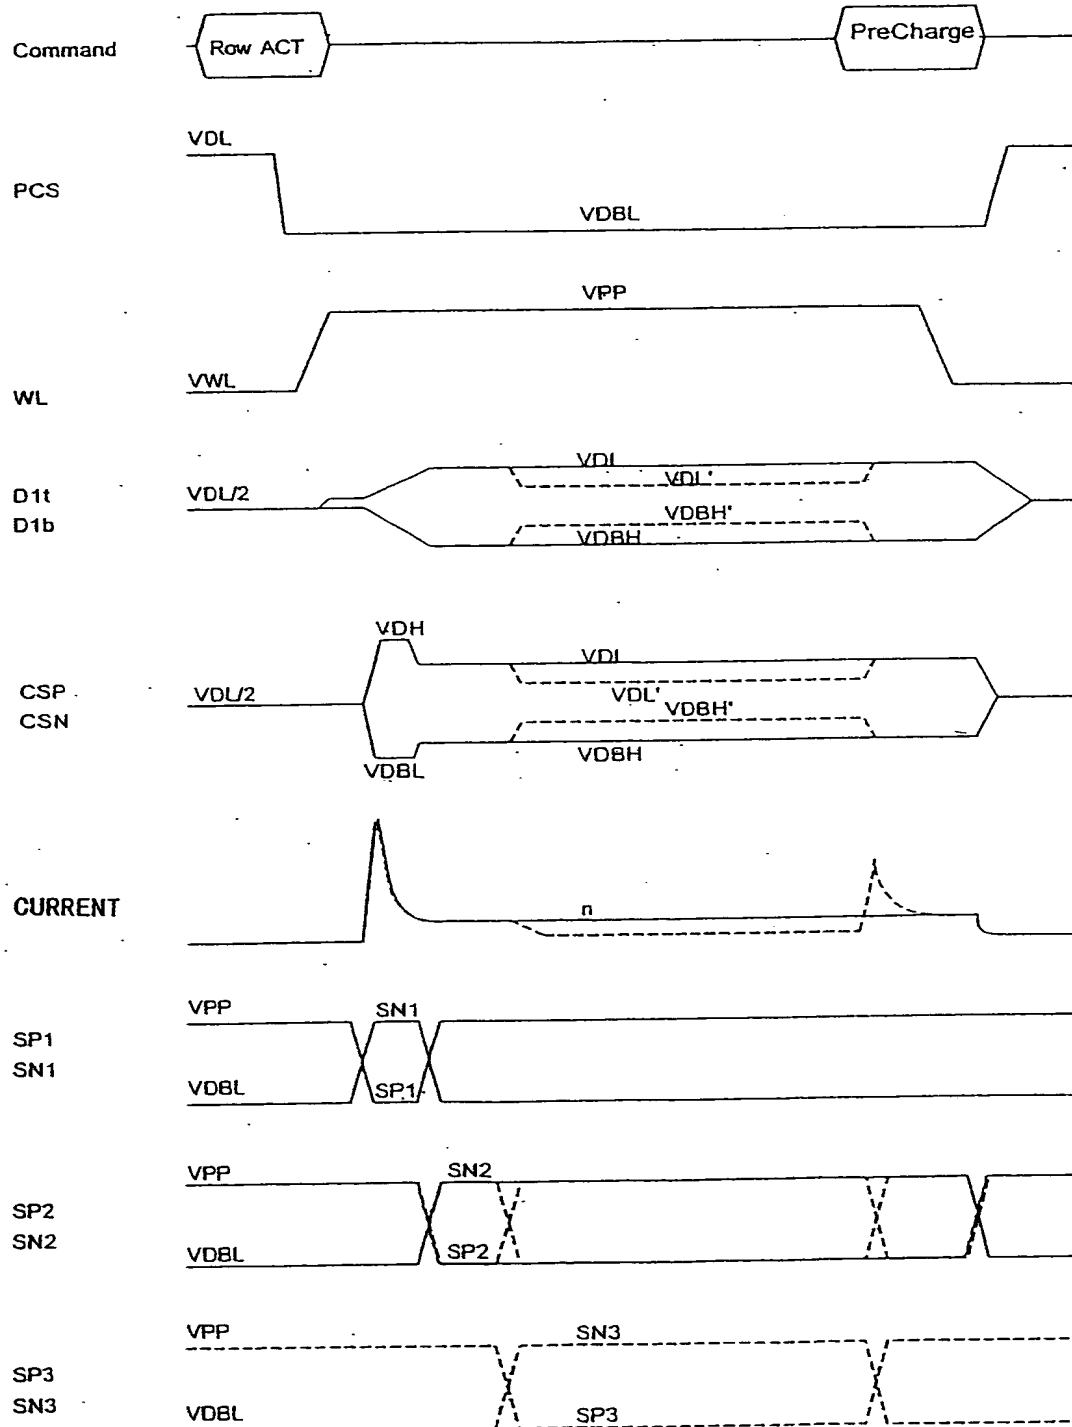 Command Row ACT PreCharge
VDL
PCS
VDBL
VPP
VWL
WL
VDL
VDL'
D1t VDL/2
D1b
VDBH'
VDBH
VDH
VDL
CSP VDL/2 VDL'
CSN
VDBH'
VDBH
VDBL
CURRENT
n
VPP SN1
SP1
SN1
VDBL SP1
VPP SN2
SP2
SN2
VDBL SP2
VPP SN3
SP3
SN3
VDBL SP3